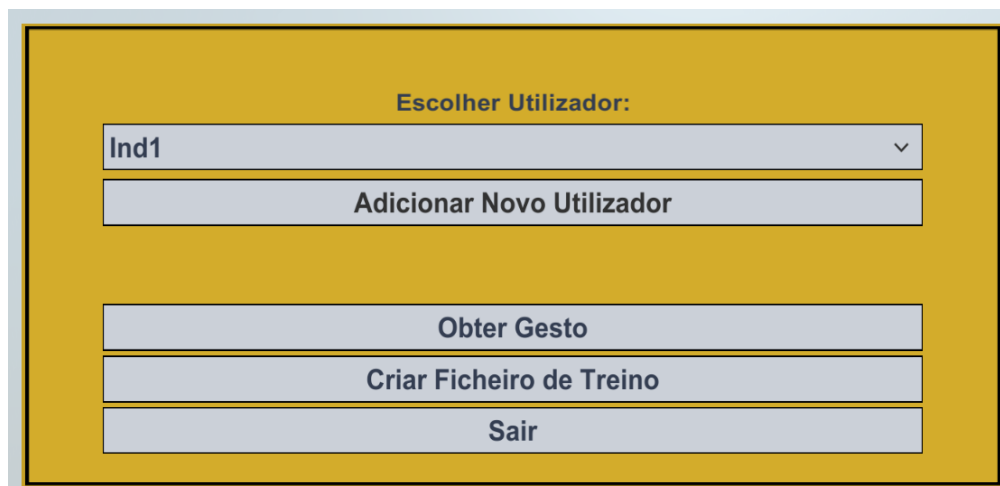 Escolher Utilizador:
Ind1
Adicionar Novo Utilizador
Obter Gesto
Criar Ficheiro de Treino
Sair